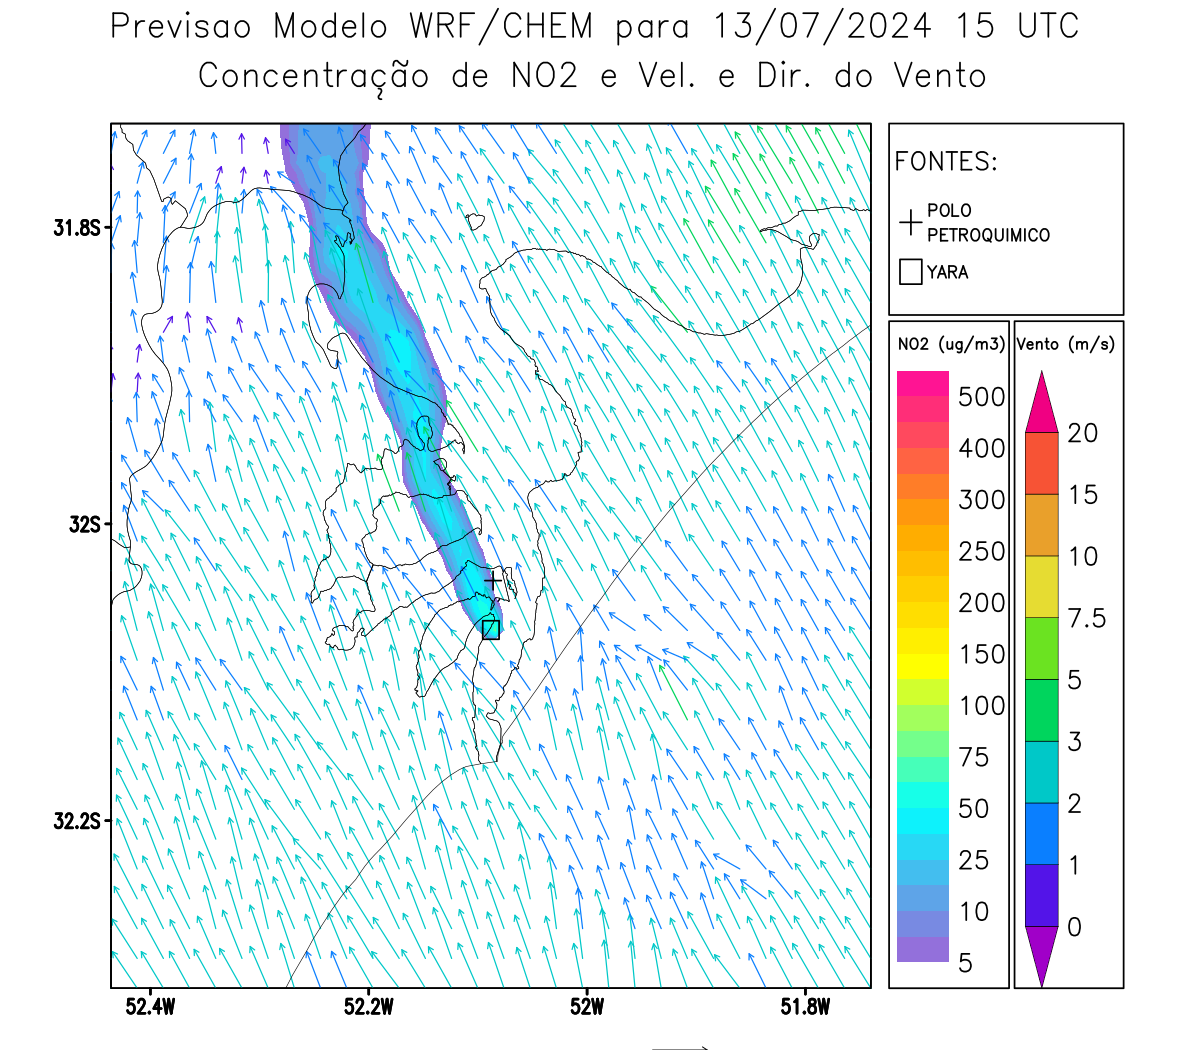 Previsao Modelo WRF/CHEM para 13/07/2024 15 UTC
Concentração de NO2 e Vel. e Dir. do Vento
FONTES:
POLO
PETROQUIMICO
YARA
NO2 (ug/m3)
500
400
300
250
200
150
100
75
50
25
10
5
Vento (m/s)
20
15
10
7.5
5
3
2
1
0
31.8S
32S
32.2S
52.4W
52.2W
52W
51.8W